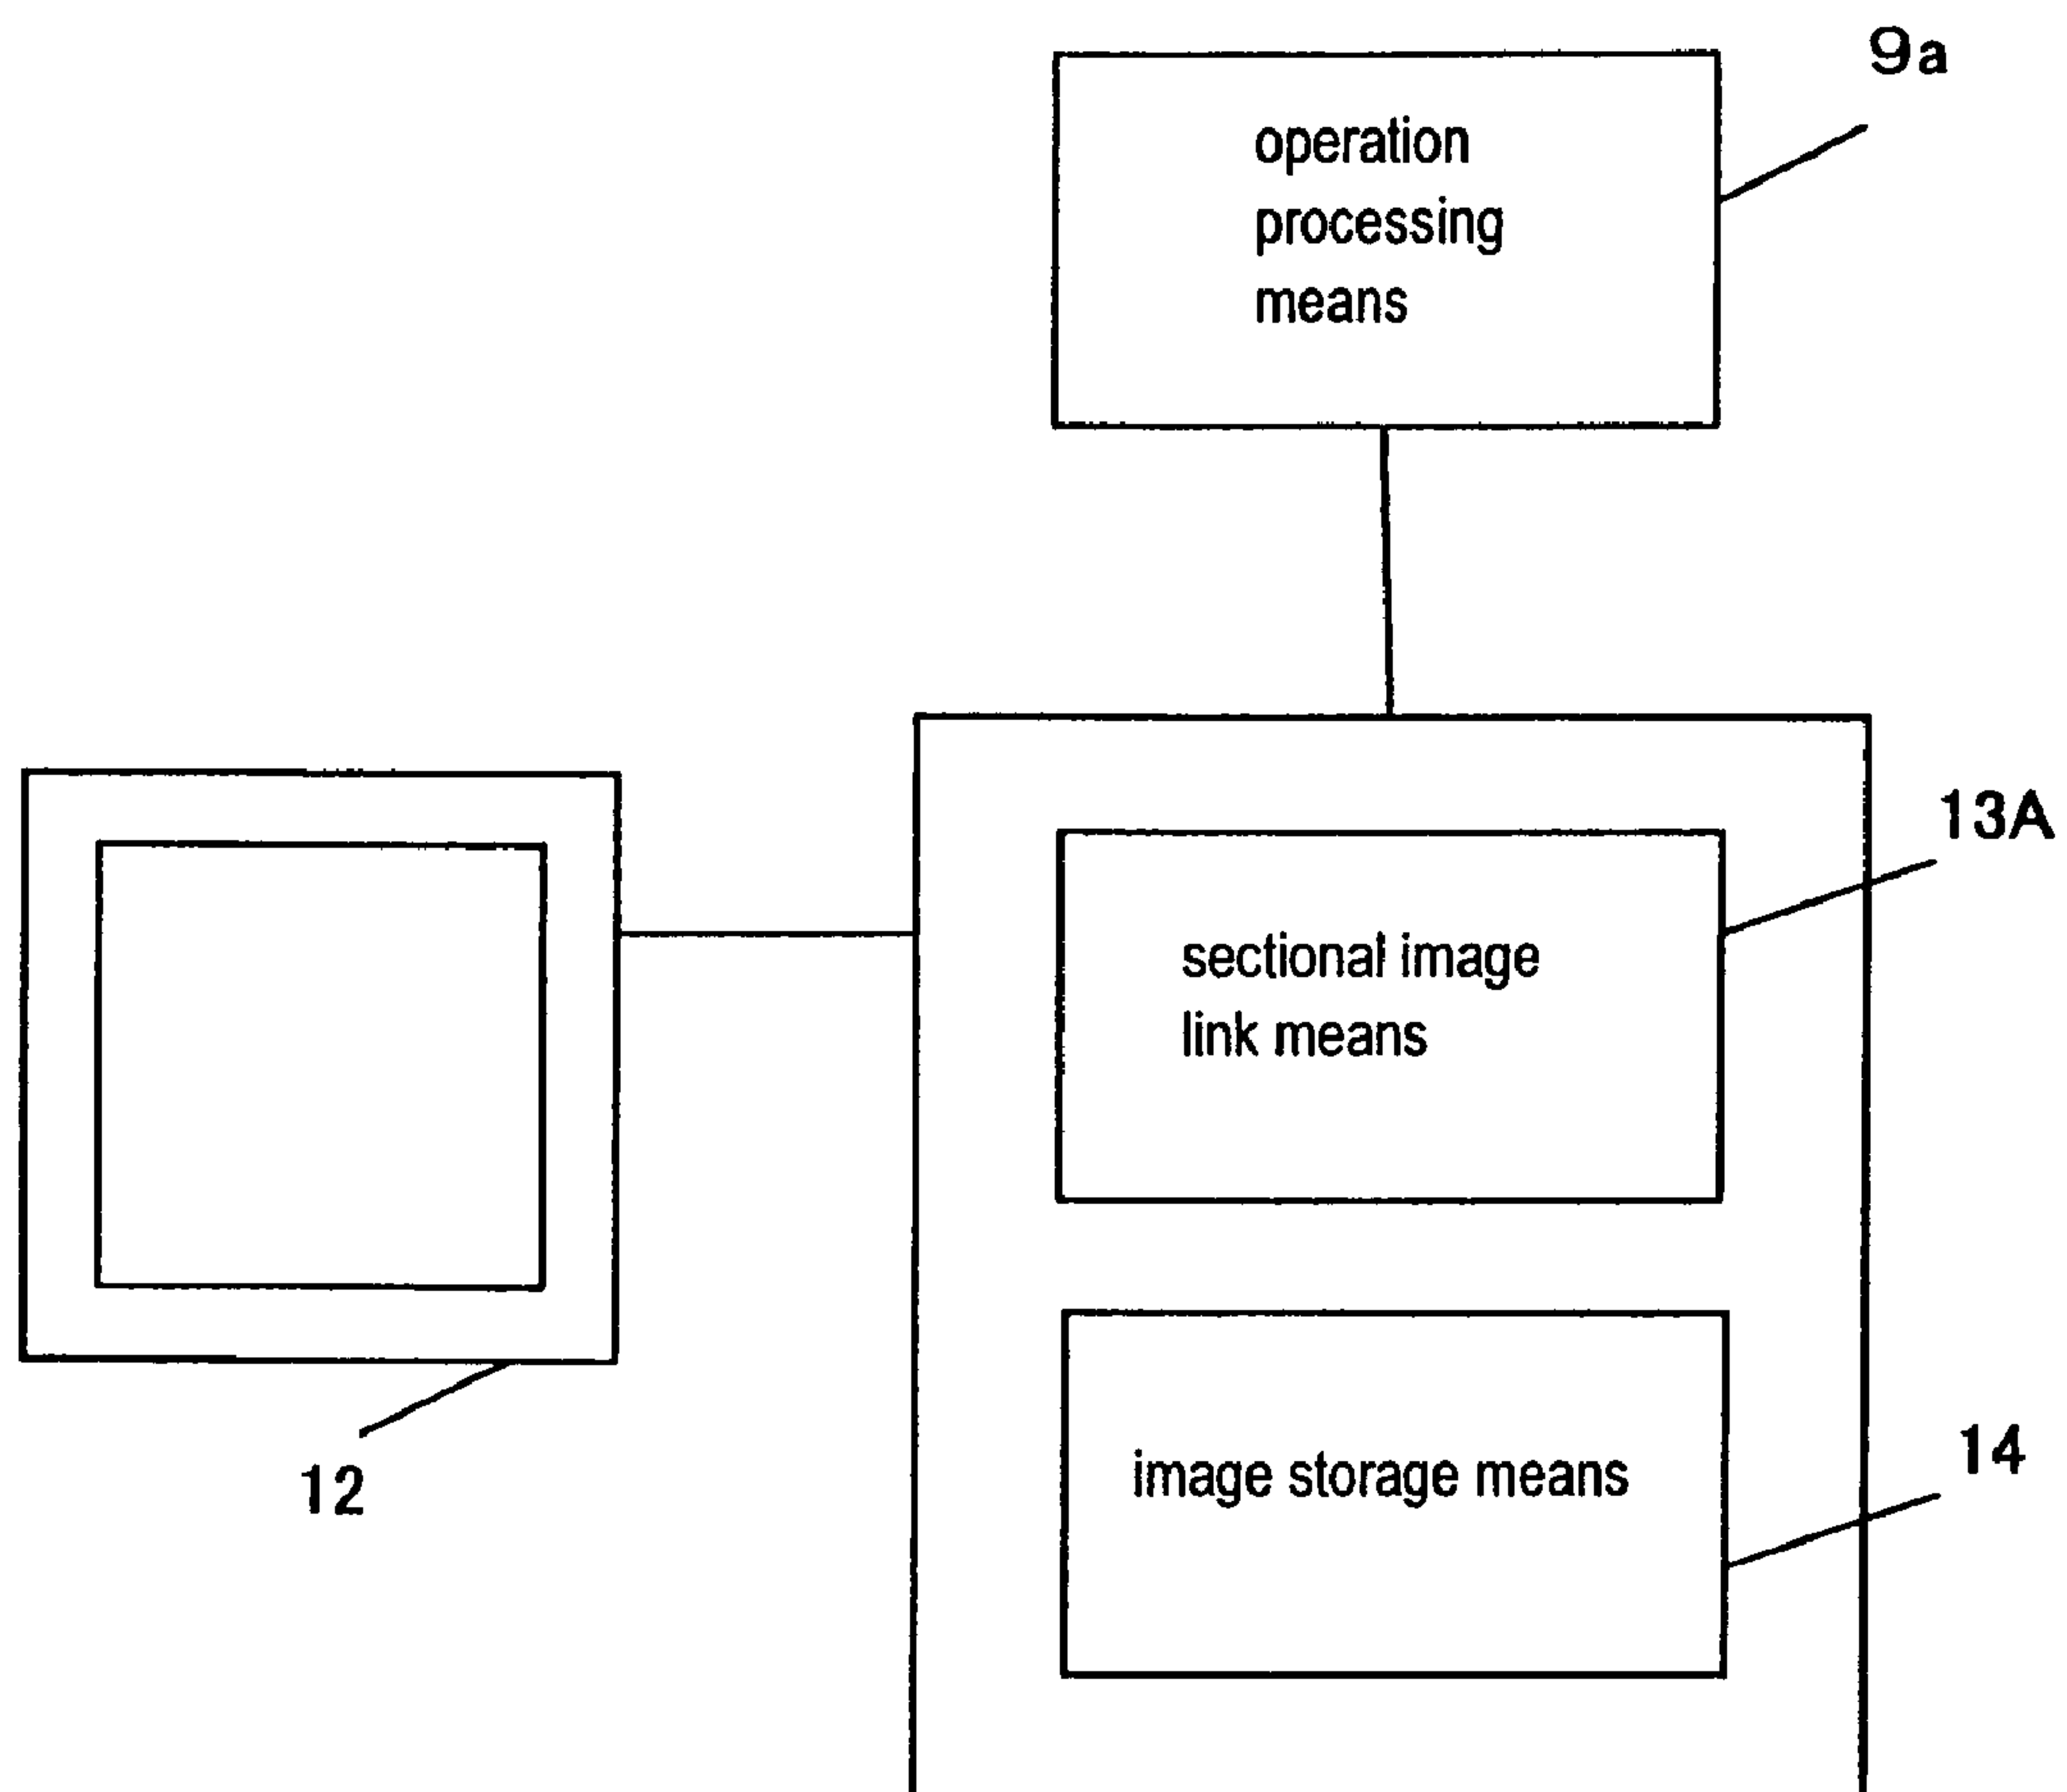 9a
operation
processing
means
13A
sectional image
link means
12
image storage means
14